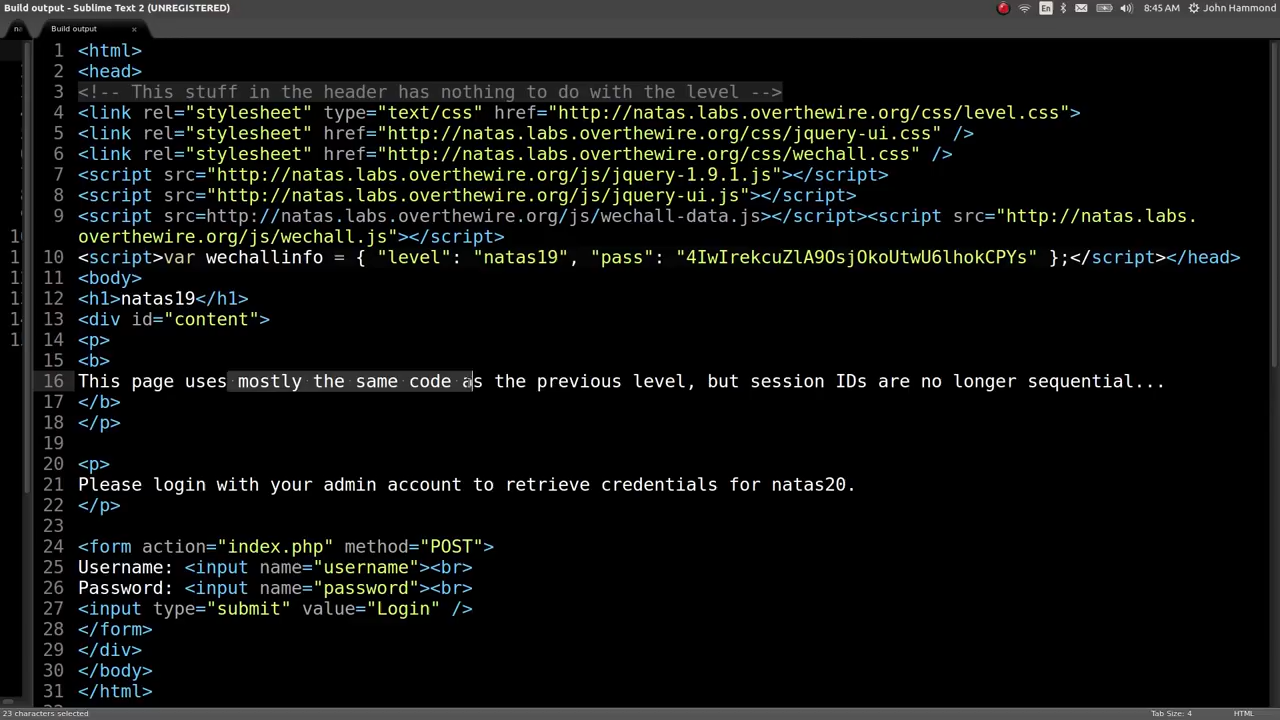 Build output - Sublime Text 2 (UNREGISTERED)
En
8:45 AM
John Hammond
na
Build output
×
1 <html>
2 <head>
3 <!-- This stuff in the header has nothing to do with the level -->
4 <link rel="stylesheet" type="text/css" href="http://natas.labs.overthewire.org/css/level.css">
5 <link rel="stylesheet" href="http://natas.labs.overthewire.org/css/jquery-ui.css" />
6 <link rel="stylesheet" href="http://natas.labs.overthewire.org/css/wechall.css" />
7 <script src="http://natas.labs.overthewire.org/js/jquery-1.9.1.js"></script>
8 <script src="http://natas.labs.overthewire.org/js/jquery-ui.js"></script>
9 <script src=http://natas.labs.overthewire.org/js/wechall-data.js></script><script src="http://natas.labs.
overthewire.org/js/wechall.js"></script>
10 <script>var wechallinfo = { "level": "natas19", "pass": "4IwIrekcuZlA9OsjOkoUtwU6lhokCPYs" };</script></head>
11 <body>
12 <h1>natas19</h1>
13 <div id="content">
14 <p>
15 <b>
16 This page uses mostly the same code as the previous level, but session IDs are no longer sequential...
17 </b>
18 </p>
19
20 <p>
21 Please login with your admin account to retrieve credentials for natas20.
22 </p>
23
24 <form action="index.php" method="POST">
25 Username: <input name="username"><br>
26 Password: <input name="password"><br>
27 <input type="submit" value="Login" />
28 </form>
29 </div>
30 </body>
31 </html>
23 characters selected
Tab Size: 4
HTML